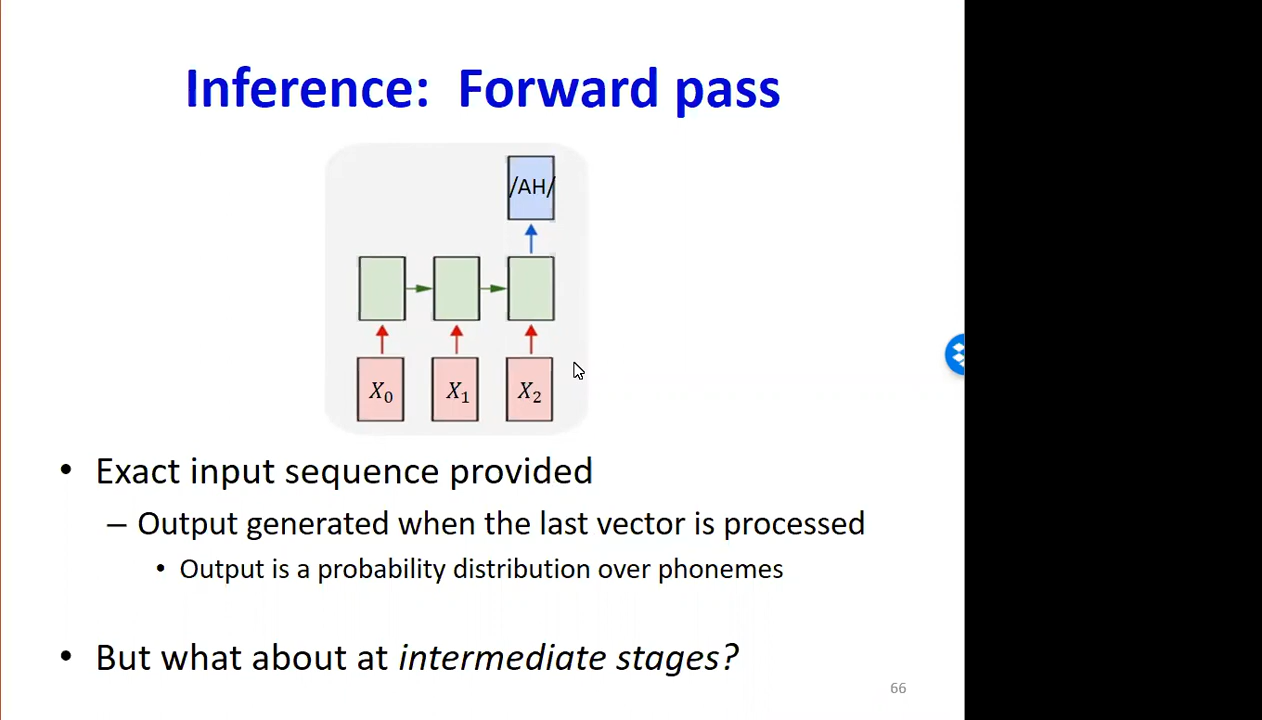 Inference: Forward pass
/AH/
X₀ X₁ X₂
• Exact input sequence provided
– Output generated when the last vector is processed
• Output is a probability distribution over phonemes
• But what about at intermediate stages?
66